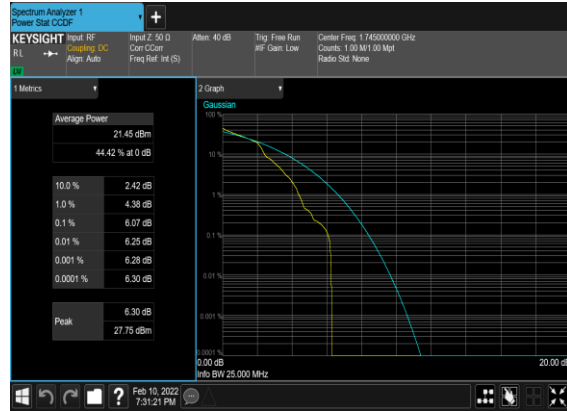 Spectrum Analyzer 1
Power Stat CCDF
KEYSIGHT
RL
Input: RF
Coupling: DC
Align: Auto
Input Z: 50 Ω
Corr CCorr
Freq Ref: Int (S)
Atten: 40 dB
Trig: Free Run
#IF Gain: Low
Center Freq: 1.745000000 GHz
Counts: 1.00 M/1.00 Mpt
Radio Std: None
1 Metrics
Average Power
21.45 dBm
44.42 % at 0 dB
10.0 % 2.42 dB
1.0 % 4.38 dB
0.1 % 6.07 dB
0.01 % 6.25 dB
0.001 % 6.28 dB
0.0001 % 6.30 dB
Peak
6.30 dB
27.75 dBm
2 Graph
Gaussian
100 %
10 %
1 %
0.1 %
0.01 %
0.001 %
0.0001 %
0.00 dB
20.00 dB
Info BW 25.000 MHz
?
Feb 10, 2022
7:31:21 PM